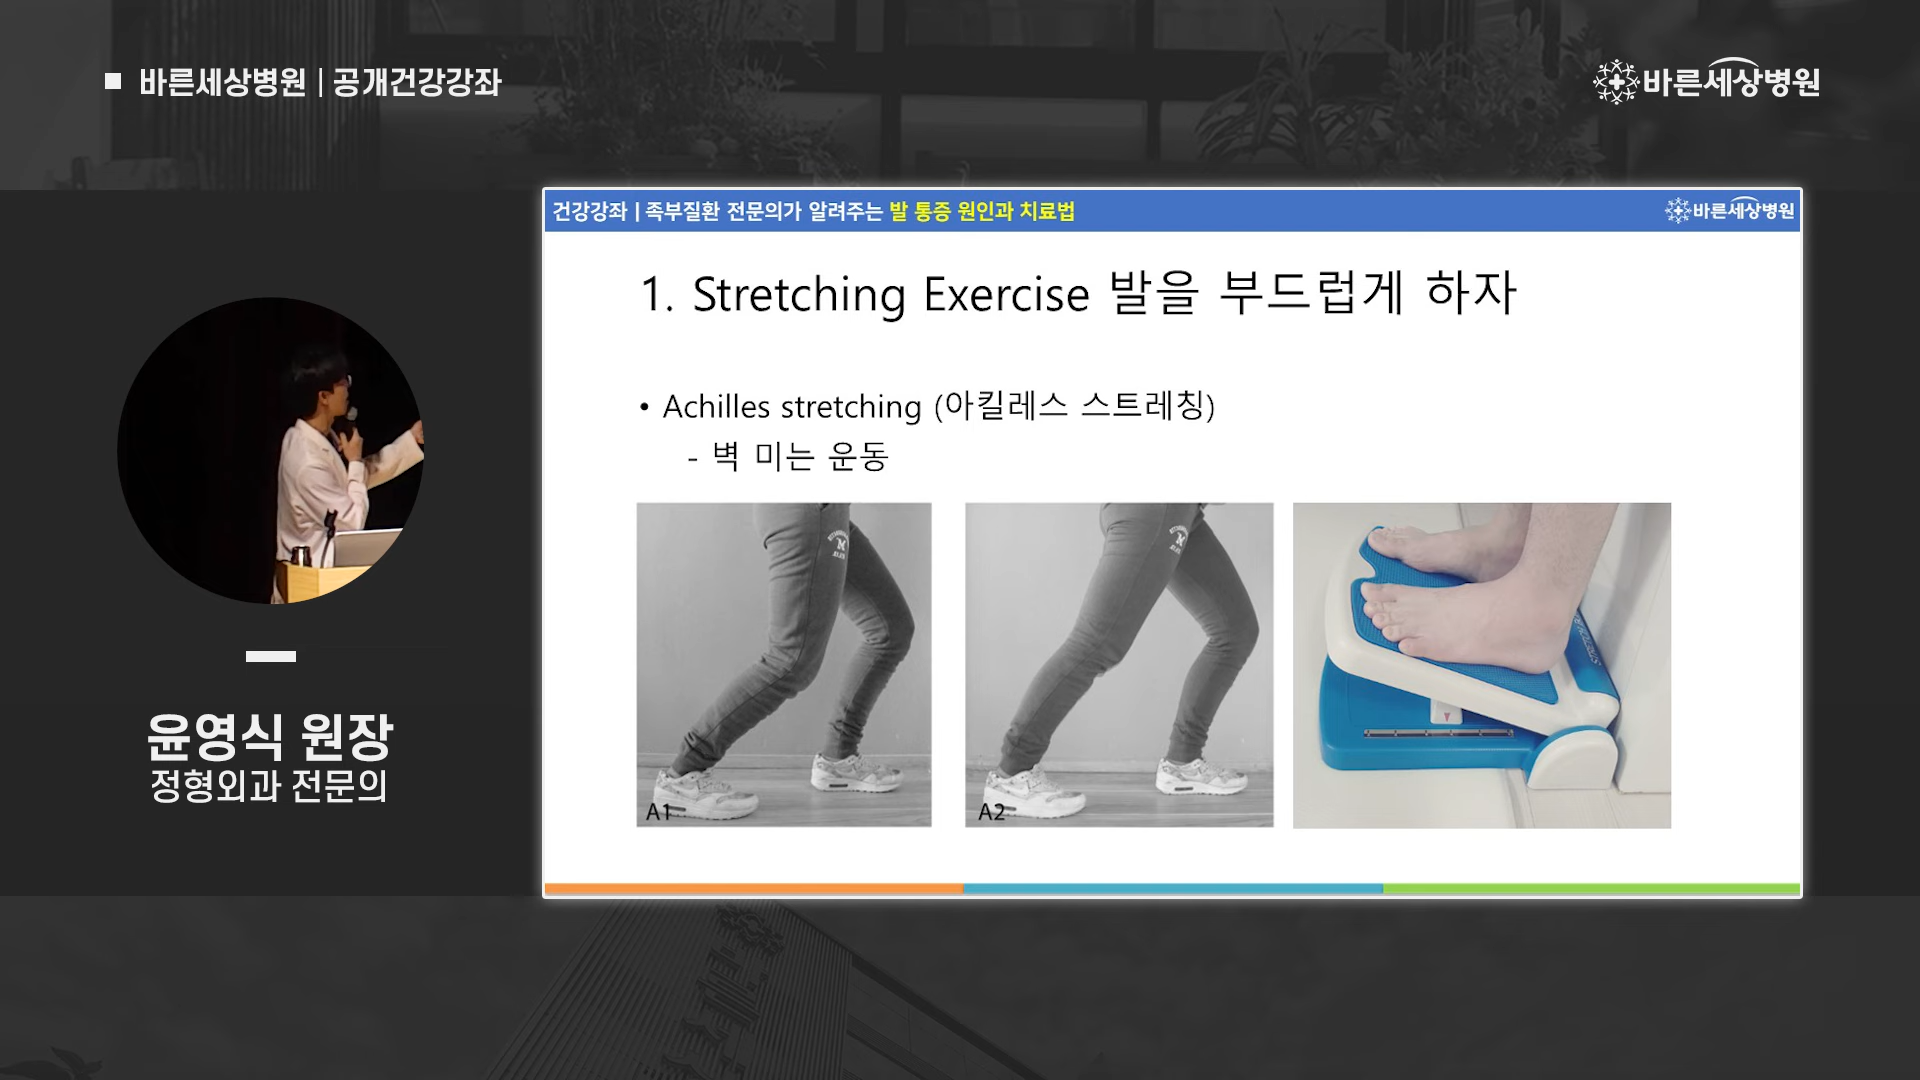 바른세상병원 | 공개건강강좌
바른세상병원
건강강좌 | 족부질환 전문의가 알려주는 발 통증 원인과 치료법
바른세상병원
1. Stretching Exercise 발을 부드럽게 하자
• Achilles stretching (아킬레스 스트레칭)
- 벽 미는 운동
A1
A2
윤영식 원장
정형외과 전문의